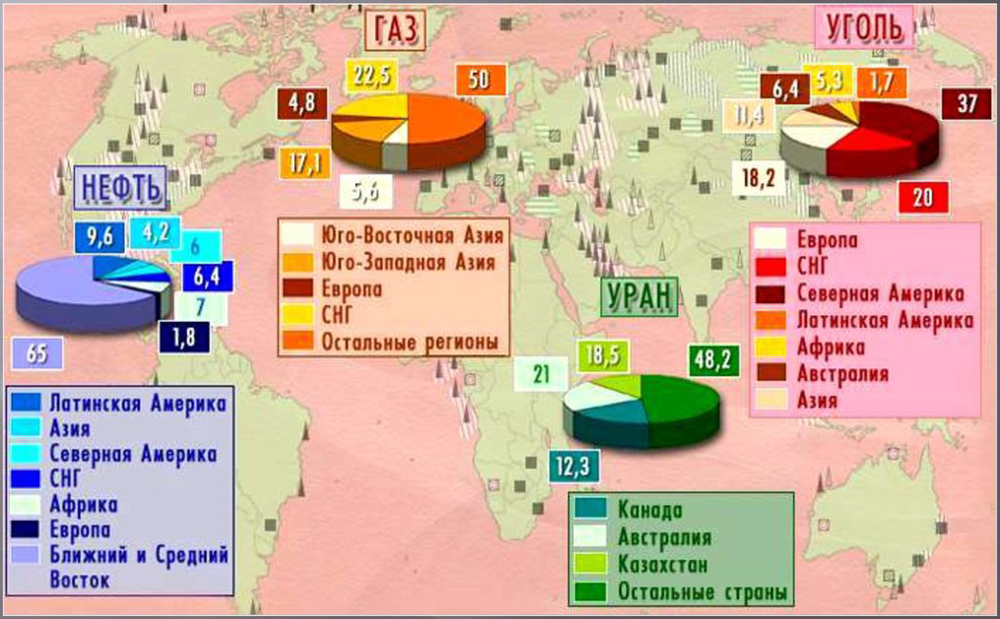 ГАЗ
22,5
50
4,8
17,1
5,6
Юго-Восточная Азия
Юго-Западная Азия
Европа
СНГ
Остальные регионы
УГОЛЬ
6,4
5,3
1,7
37
11,4
18,2
20
Европа
СНГ
Северная Америка
Латинская Америка
Африка
Австралия
Азия
НЕФТЬ
9,6
4,2
6
6,4
7
1,8
65
Латинская Америка
Азия
Северная Америка
СНГ
Африка
Европа
Ближний и Средний
Восток
УРАН
18,5
48,2
21
12,3
Канада
Австралия
Казахстан
Остальные страны